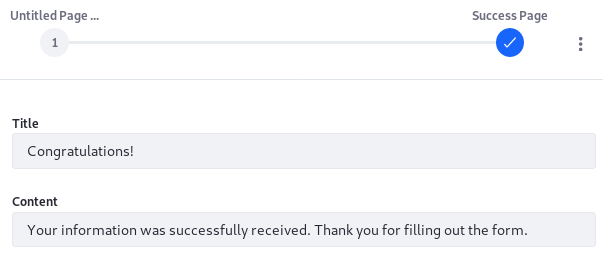 Untitled Page ...
Success Page
1
Title
Congratulations!
Content
Your information was successfully received. Thank you for filling out the form.